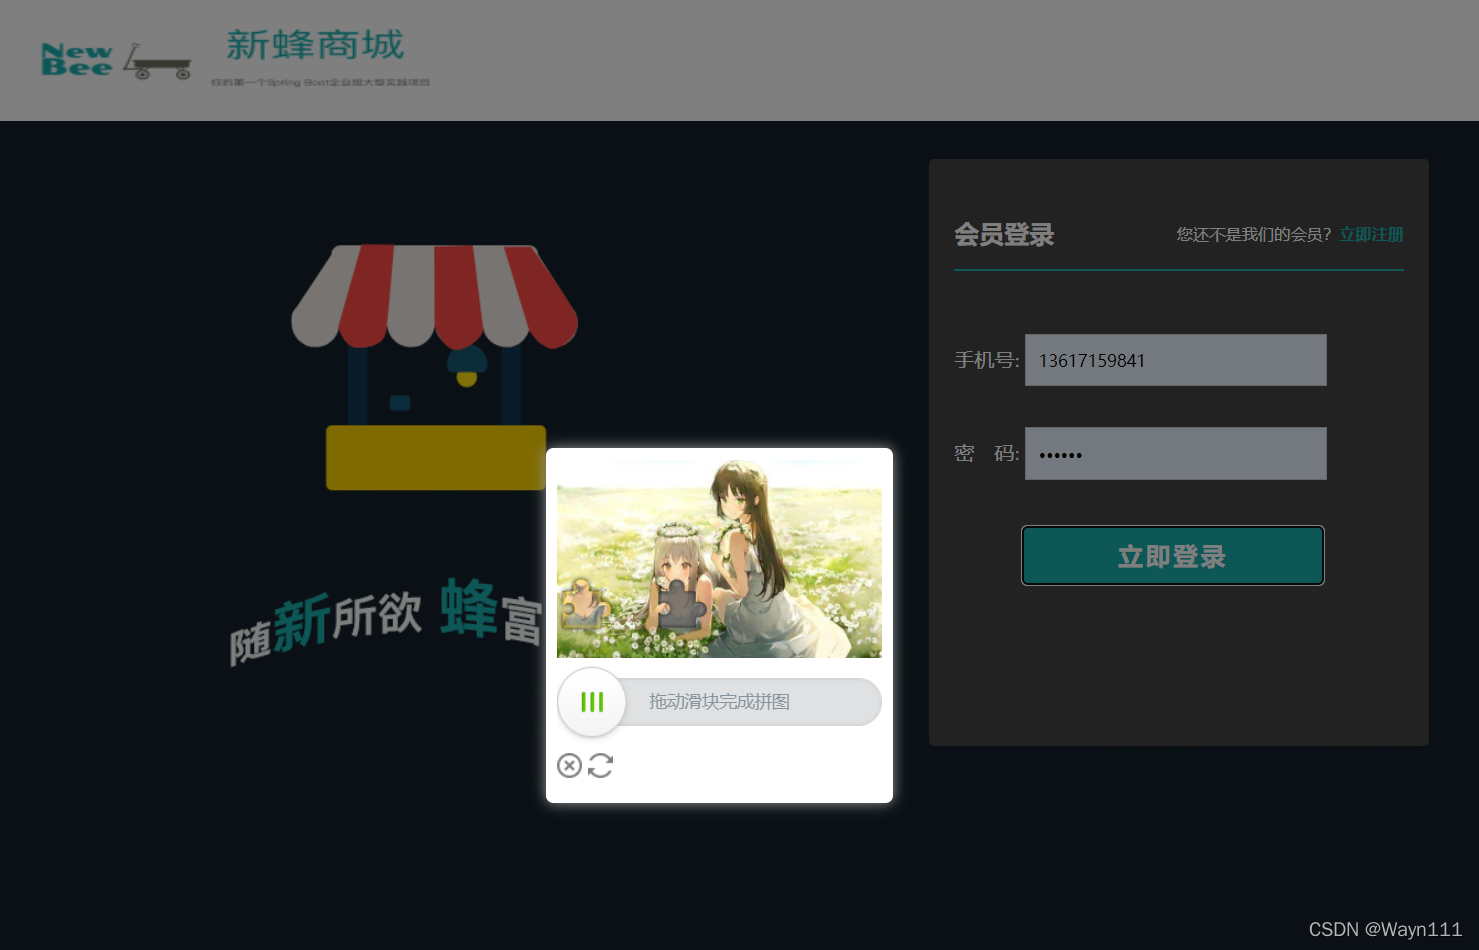 New
Bee
新蜂商城
你的第一个Spring Boot企业级大型实践项目
会员登录
您还不是我们的会员? 立即注册
手机号: 13617159841
密 码: ••••••
立即登录
随新所欲 蜂富
拖动滑块完成拼图
CSDN @Wayn111